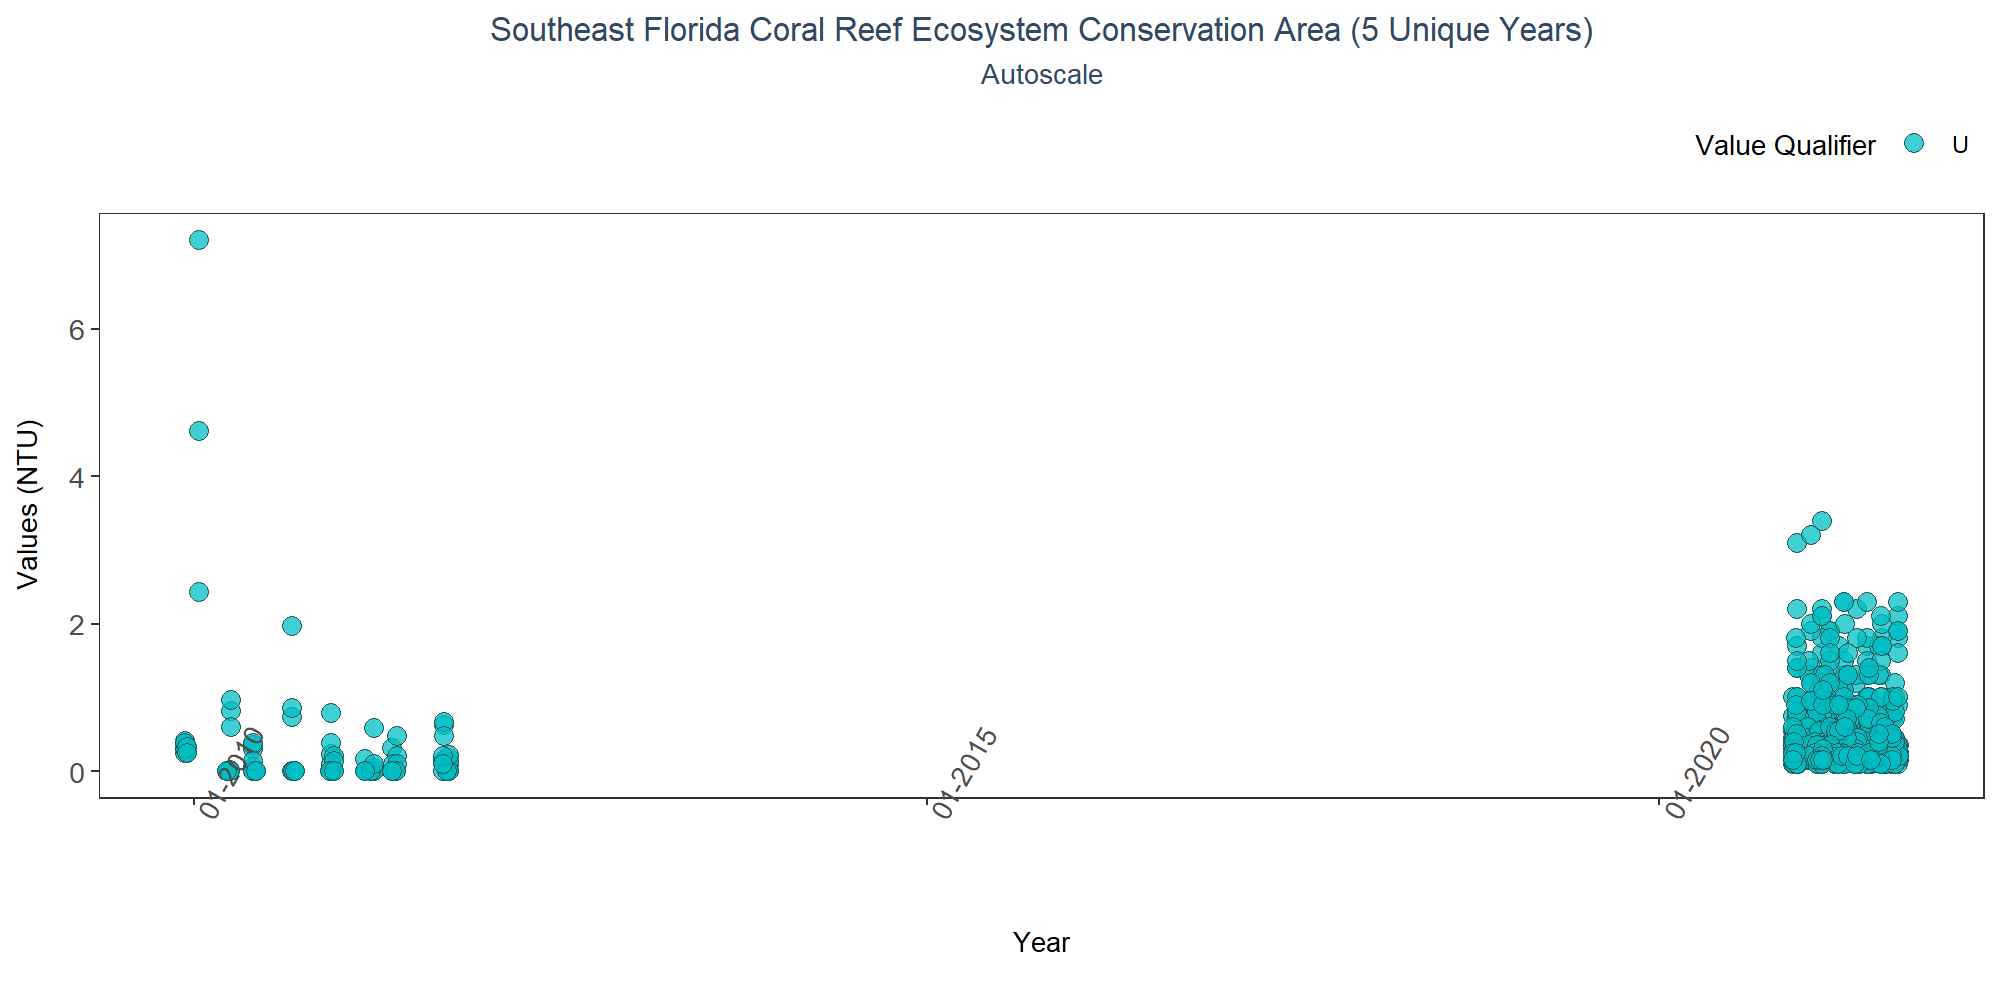 Southeast Florida Coral Reef Ecosystem Conservation Area (5 Unique Years)
Autoscale
Value Qualifier U
Values (NTU)
6
4
2
0
01-2010
01-2015
01-2020
Year